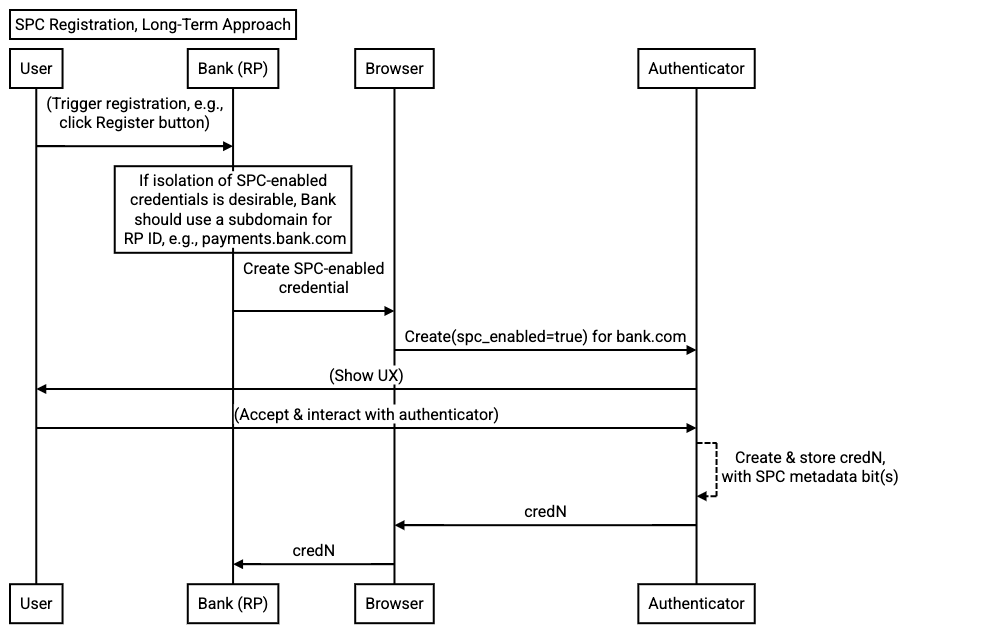 SPC Registration, Long-Term Approach
User
Bank (RP)
Browser
Authenticator
(Trigger registration, e.g.,
click Register button)
If isolation of SPC-enabled
credentials is desirable, Bank
should use a subdomain for
RP ID, e.g., payments.bank.com
Create SPC-enabled
credential
Create(spc_enabled=true) for bank.com
(Show UX)
(Accept & interact with authenticator)
Create & store credN,
with SPC metadata bit(s)
credN
credN
User
Bank (RP)
Browser
Authenticator